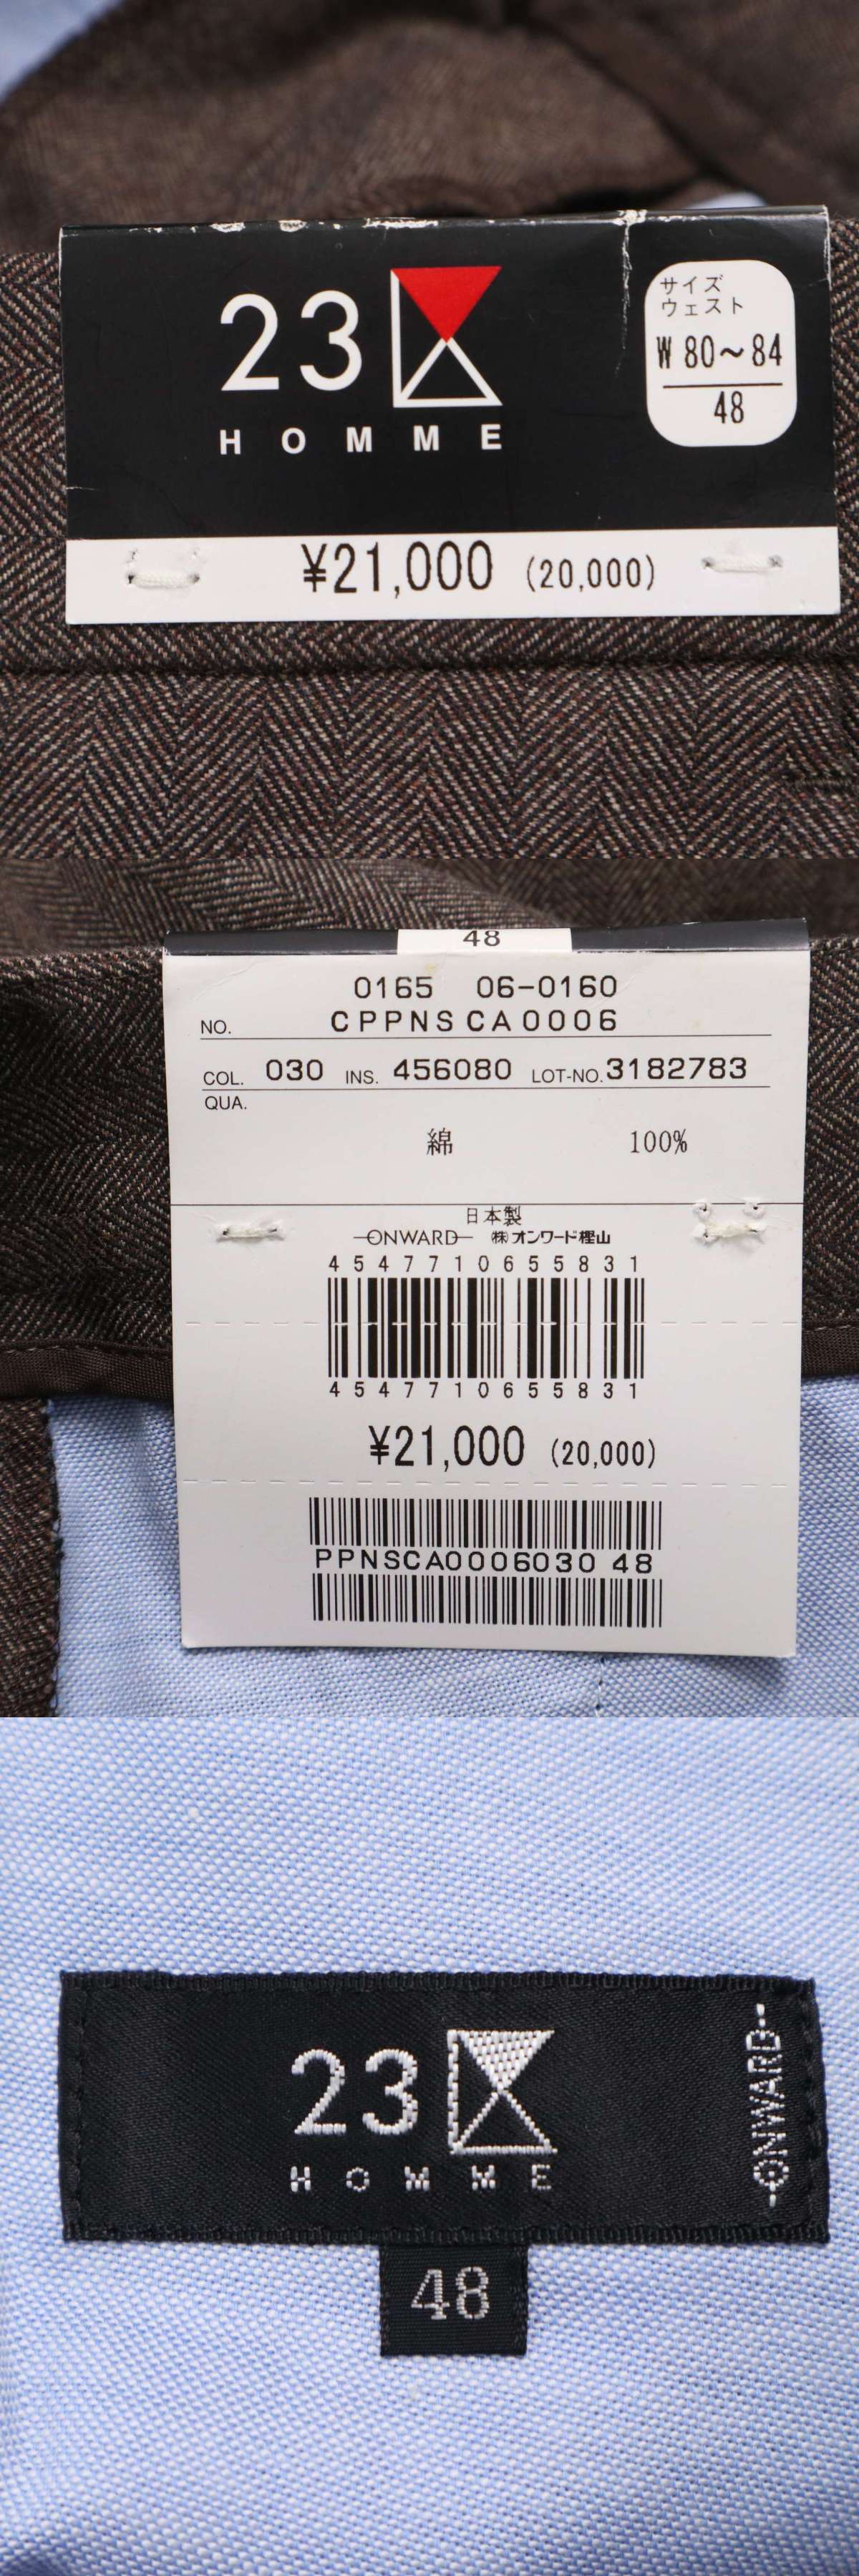 23
HOMME
サイズ
ウェスト
W 80～84
48
¥21,000 (20,000)
48
0165 06-0160
NO. CPPNSCA0006
COL. 030 INS. 456080 LOT-NO. 3182783
QUA.
綿 100%
日本製
ONWARD ㈱オンワード樫山
4547710655831
4547710655831
¥21,000 (20,000)
PPNSCA0006030 48
23
HOMME
ONWARD
48